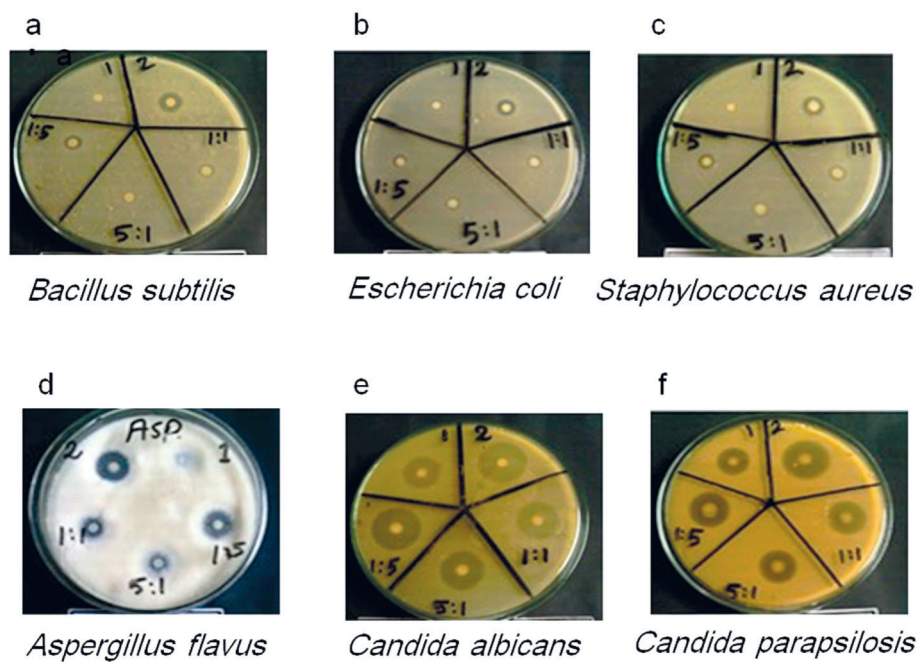 a
a
1 2
1:5
1:1
5:1
Bacillus subtilis
b
1 2
1:1
1:5
5:1
Escherichia coli
c
1 2
1:5
1:1
5:1
Staphylococcus aureus
d
ASP.
2 1
1:1
1:5
5:1
Aspergillus flavus
e
1 2
1:5
1:1
5:1
Candida albicans
f
1 2
1:5
1:1
5:1
Candida parapsilosis